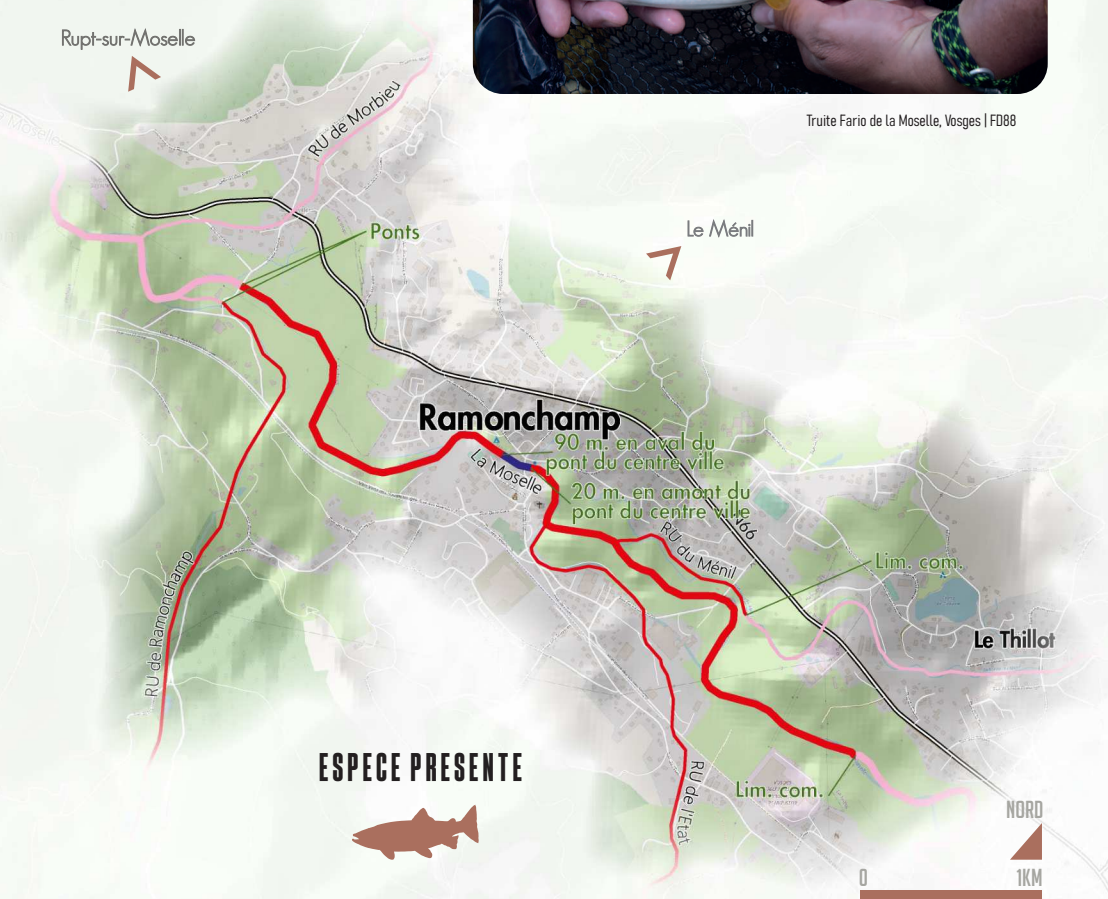 Rupt-sur-Moselle
RU de Morbieu
Truite Fario de la Moselle, Vosges | FD88
Ponts
Le Ménil
Ramonchamp
90 m. en aval du
pont du centre ville
La Moselle
20 m. en amont du
pont du centre ville
N66
RU du Ménil
Lim. com.
RU de Ramonchamp
Le Thillot
ESPECE PRESENTE
Lim. com.
RU de l'Etat
NORD
0 1KM